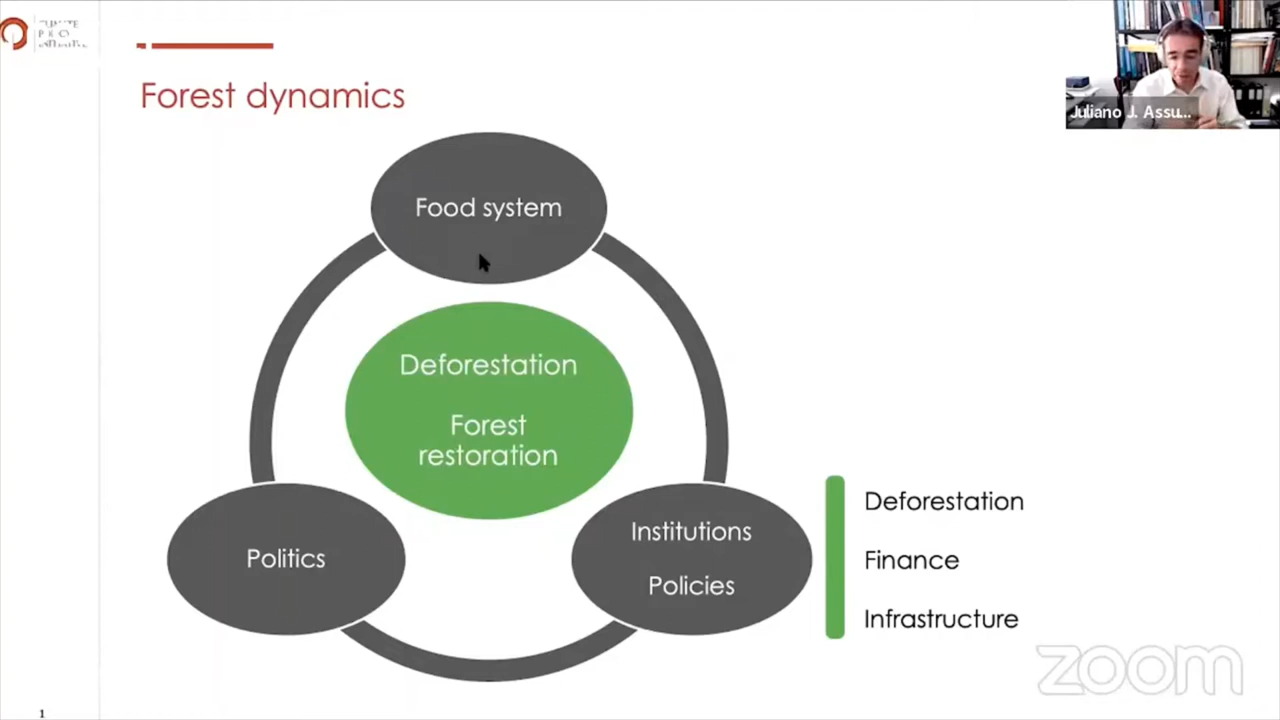 Forest dynamics
Juliano J. Assu...
Food system
Deforestation
Forest
restoration
Politics
Institutions
Policies
Deforestation
Finance
Infrastructure
zoom
1